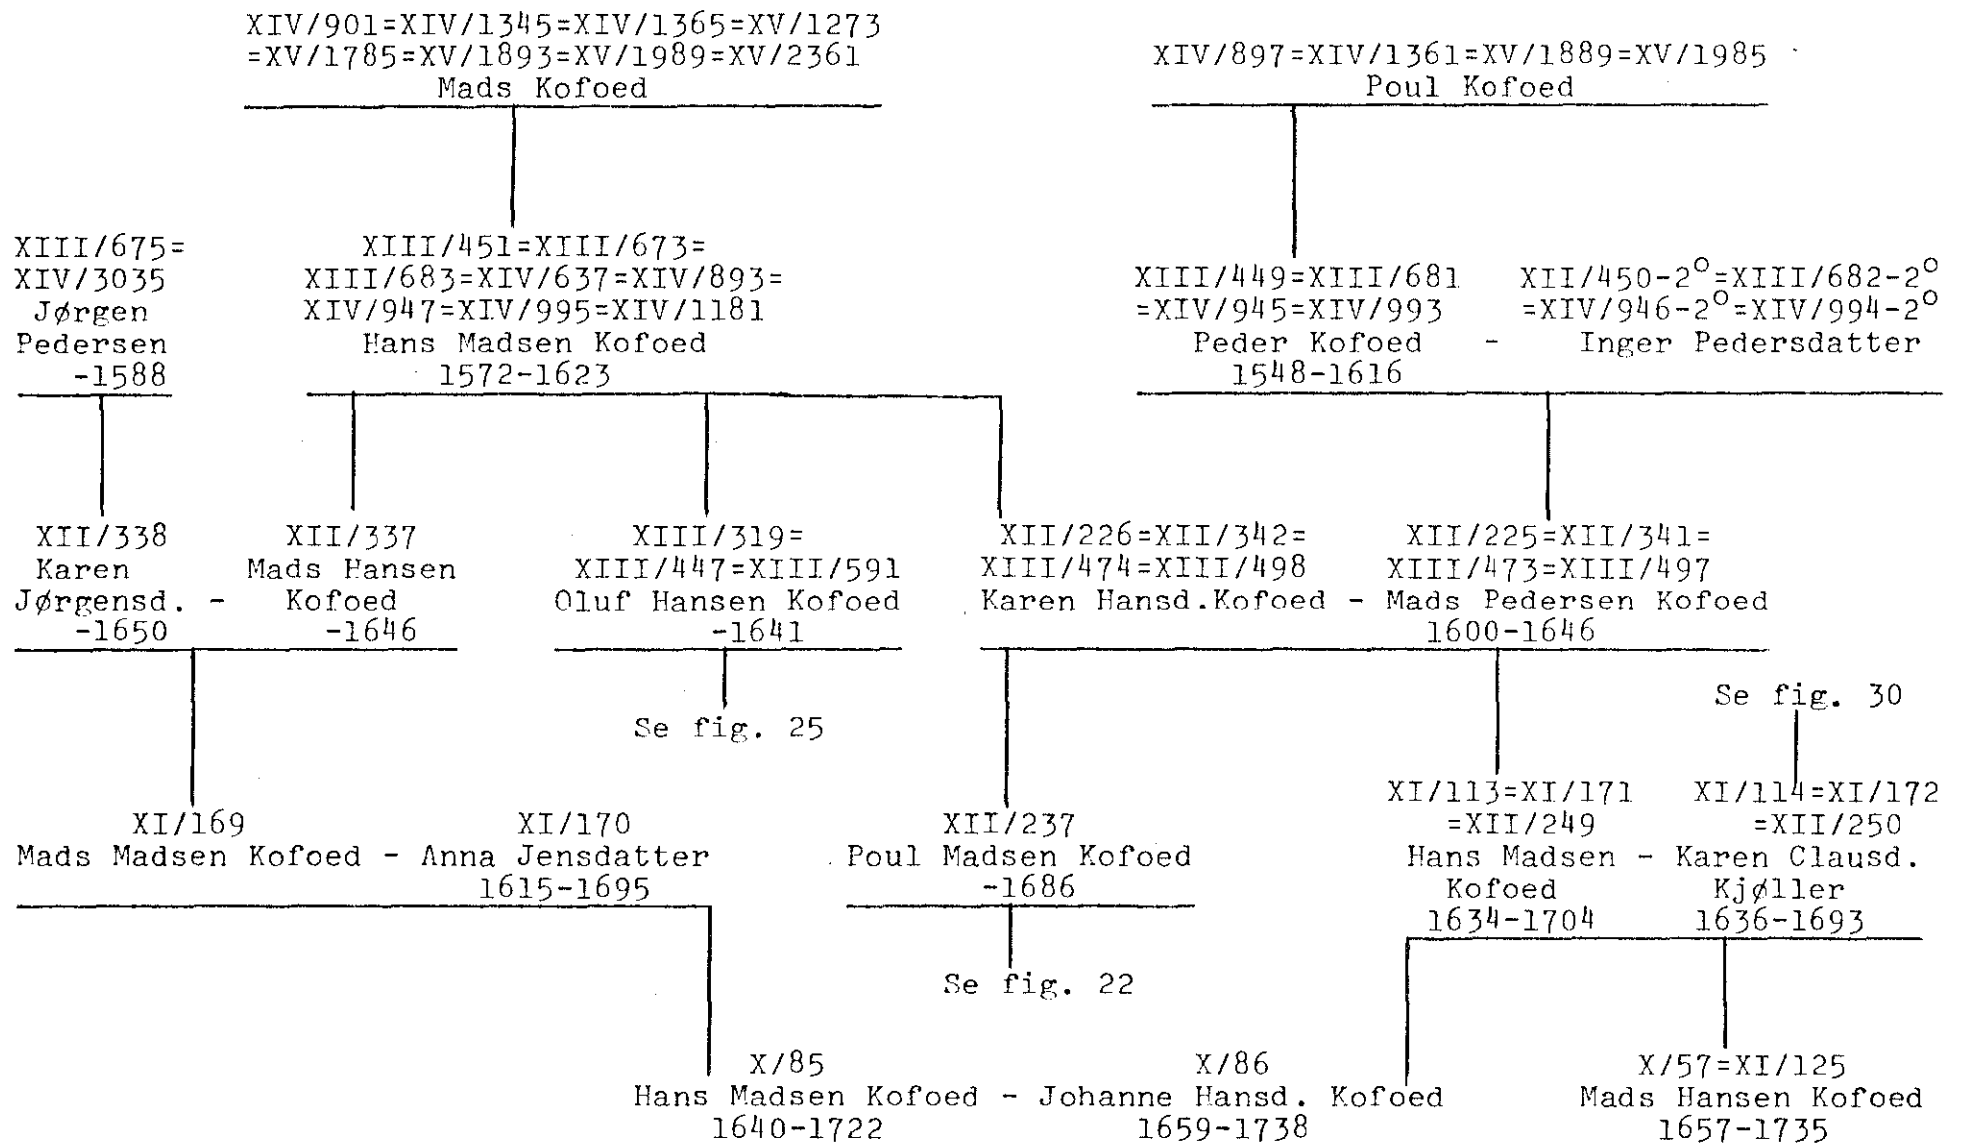 XIV/901=XIV/1345=XIV/1365=XV/1273
=XV/1785=XV/1893=XV/1989=XV/2361
Mads Kofoed
XIV/897=XIV/1361=XV/1889=XV/1985
Poul Kofoed
XIII/675=
XIV/3035
Jørgen
Pedersen
-1588
XIII/451=XIII/673=
XIII/683=XIV/637=XIV/893=
XIV/947=XIV/995=XIV/1181
Hans Madsen Kofoed
1572-1623
XIII/449=XIII/681
=XIV/945=XIV/993
Peder Kofoed -
1548-1616
XII/450-2°=XIII/682-2°
=XIV/946-2°=XIV/994-2°
Inger Pedersdatter
XII/338
Karen
Jørgensd. -
-1650
XII/337
Mads Hansen
Kofoed
-1646
XIII/319=
XIII/447=XIII/591
Oluf Hansen Kofoed
-1641
XII/226=XII/342=
XIII/474=XIII/498
Karen Hansd.Kofoed -
XII/225=XII/341=
XIII/473=XIII/497
Mads Pedersen Kofoed
1600-1646
Se fig. 25
Se fig. 30
XI/169
Mads Madsen Kofoed -
XI/170
Anna Jensdatter
1615-1695
XII/237
Poul Madsen Kofoed
-1686
XI/113=XI/171
=XII/249
Hans Madsen -
Kofoed
1634-1704
XI/114=XI/172
=XII/250
Karen Clausd.
Kjøller
1636-1693
Se fig. 22
X/85
Hans Madsen Kofoed -
1640-1722
X/86
Johanne Hansd. Kofoed
1659-1738
X/57=XI/125
Mads Hansen Kofoed
1657-1735